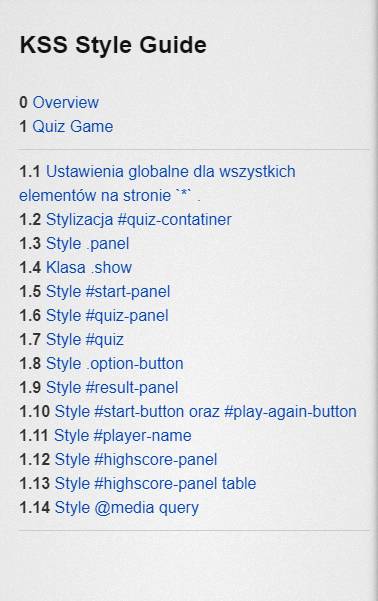 KSS Style Guide
0 Overview
1 Quiz Game
1.1 Ustawienia globalne dla wszystkich
elementów na stronie `*` .
1.2 Stylizacja #quiz-contatiner
1.3 Style .panel
1.4 Klasa .show
1.5 Style #start-panel
1.6 Style #quiz-panel
1.7 Style #quiz
1.8 Style .option-button
1.9 Style #result-panel
1.10 Style #start-button oraz #play-again-button
1.11 Style #player-name
1.12 Style #highscore-panel
1.13 Style #highscore-panel table
1.14 Style @media query